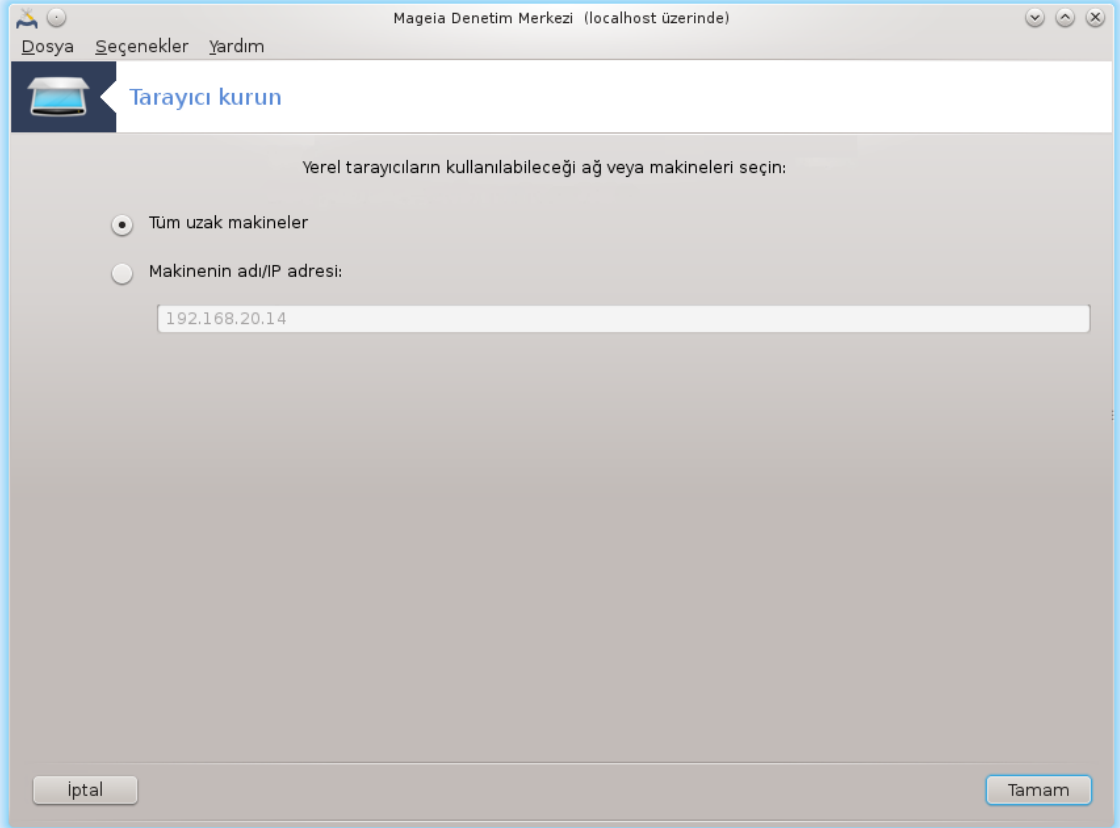 Mageia Denetim Merkezi (localhost üzerinde)
Dosya Seçenekler Yardım
Tarayıcı kurun
Yerel tarayıcıların kullanılabileceği ağ veya makineleri seçin:
Tüm uzak makineler
Makinenin adı/IP adresi:
192.168.20.14
İptal Tamam